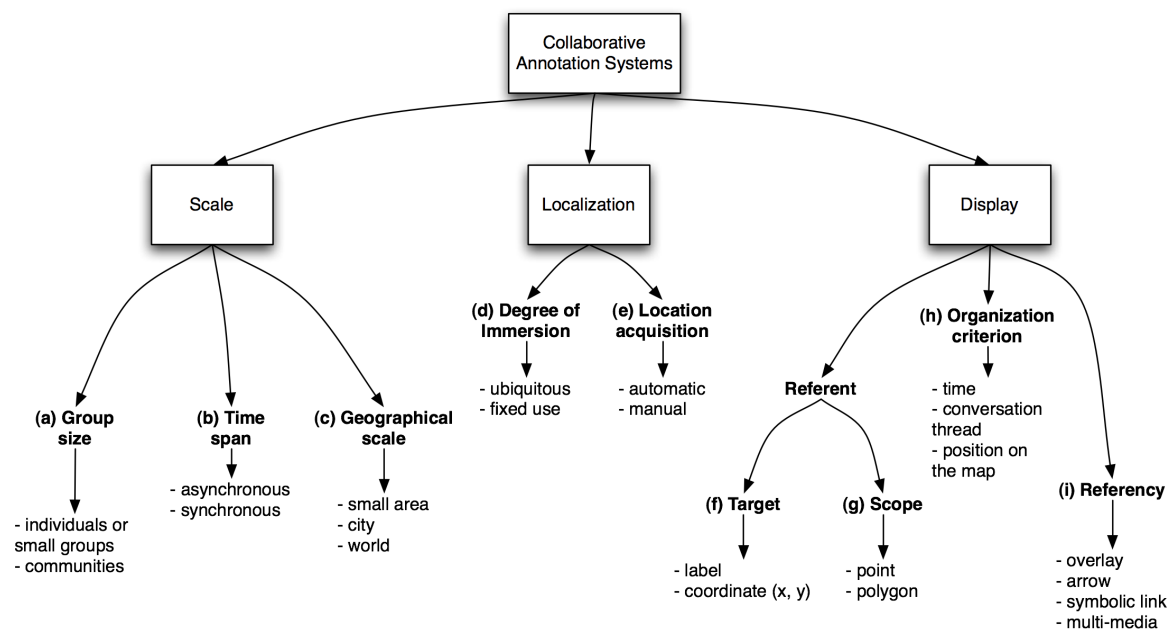 Collaborative
Annotation Systems
Scale
Localization
Display
(a) Group
size
- individuals or
small groups
- communities
(b) Time
span
- asynchronous
- synchronous
(c) Geographical
scale
- small area
- city
- world
(d) Degree of
Immersion
- ubiquitous
- fixed use
(e) Location
acquisition
- automatic
- manual
Referent
(f) Target
- label
- coordinate (x, y)
(g) Scope
- point
- polygon
(h) Organization
criterion
- time
- conversation
thread
- position on
the map
(i) Referency
- overlay
- arrow
- symbolic link
- multi-media